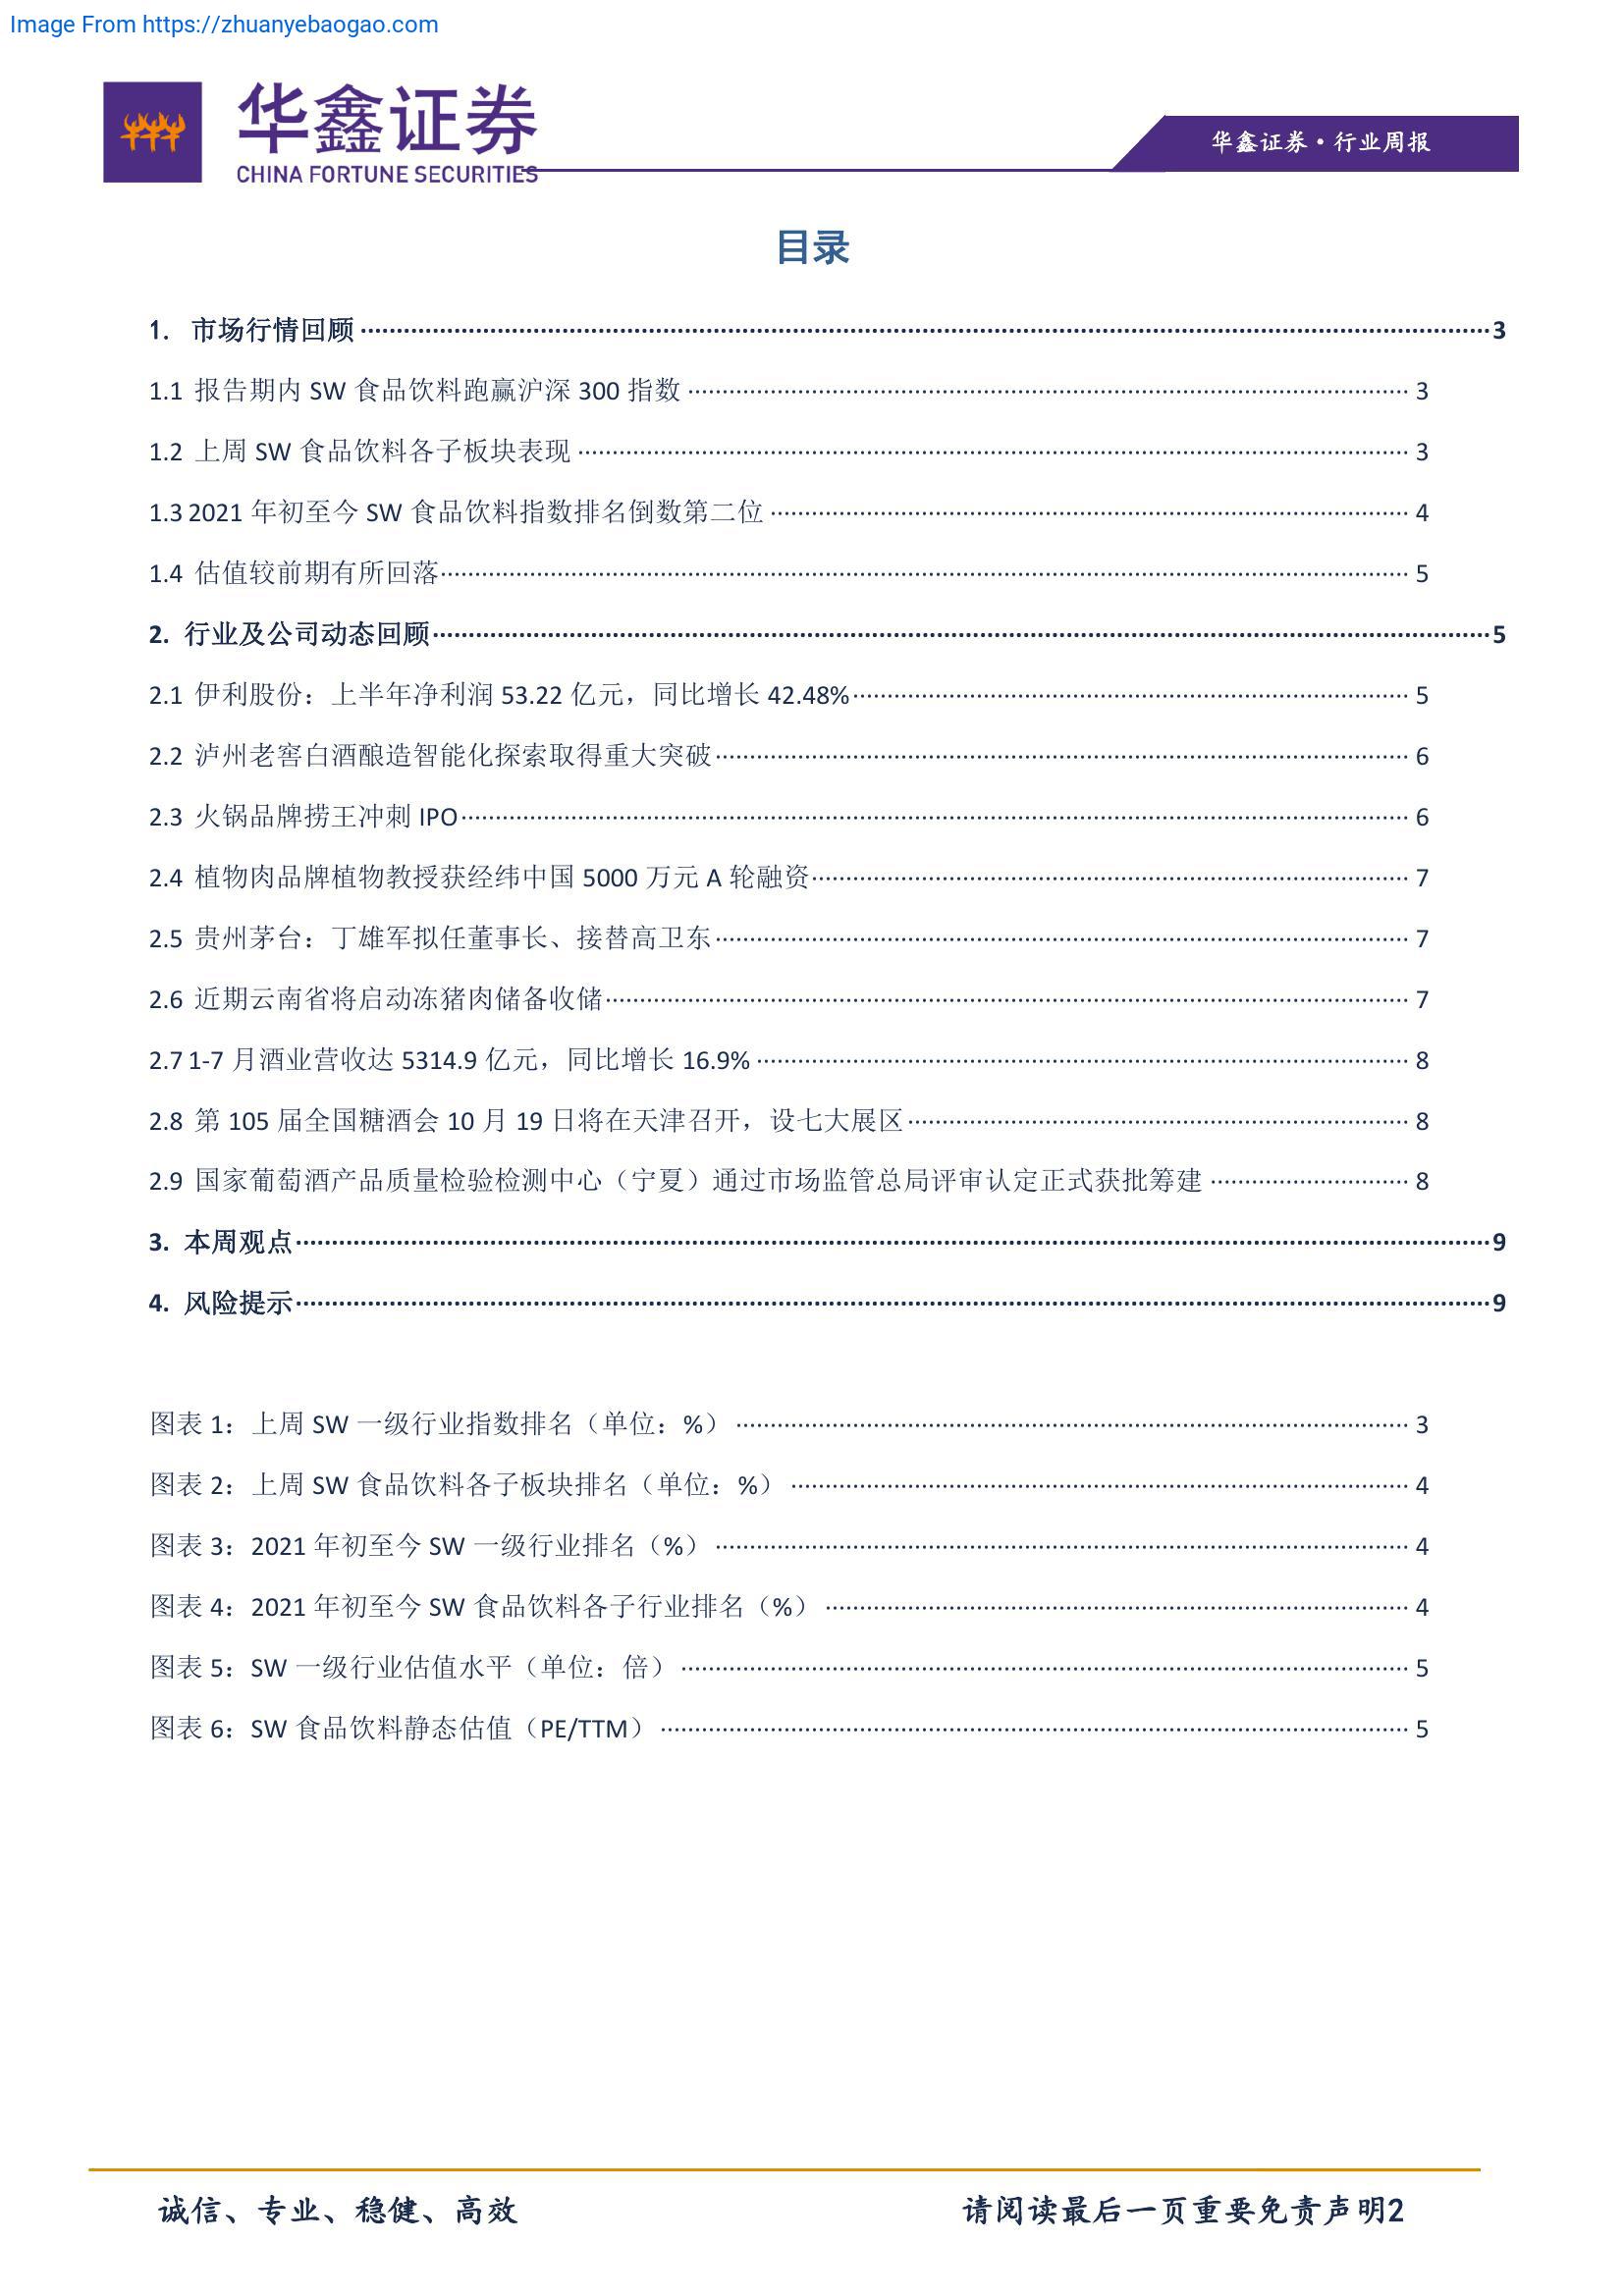 Image From https://zhuanyebaogao.com
华鑫证券
CHINA FORTUNE SECURITIES
华鑫证券·行业周报
目录
1. 市场行情回顾 3
1.1 报告期内 SW 食品饮料跑赢沪深 300 指数 3
1.2 上周 SW 食品饮料各子板块表现 3
1.3 2021 年初至今 SW 食品饮料指数排名倒数第二位 4
1.4 估值较前期有所回落 5
2. 行业及公司动态回顾 5
2.1 伊利股份：上半年净利润 53.22 亿元，同比增长 42.48% 5
2.2 泸州老窖白酒酿造智能化探索取得重大突破 6
2.3 火锅品牌捞王冲刺 IPO 6
2.4 植物肉品牌植物教授获经纬中国 5000 万元 A 轮融资 7
2.5 贵州茅台：丁雄军拟任董事长、接替高卫东 7
2.6 近期云南省将启动冻猪肉储备收储 7
2.7 1-7 月酒业营收达 5314.9 亿元，同比增长 16.9% 8
2.8 第 105 届全国糖酒会 10 月 19 日将在天津召开，设七大展区 8
2.9 国家葡萄酒产品质量检验检测中心（宁夏）通过市场监管总局评审认定正式获批筹建 8
3. 本周观点 9
4. 风险提示 9
图表 1：上周 SW 一级行业指数排名（单位：%） 3
图表 2：上周 SW 食品饮料各子板块排名（单位：%） 4
图表 3：2021 年初至今 SW 一级行业排名（%） 4
图表 4：2021 年初至今 SW 食品饮料各子行业排名（%） 4
图表 5：SW 一级行业估值水平（单位：倍） 5
图表 6：SW 食品饮料静态估值（PE/TTM） 5
诚信、专业、稳健、高效
请阅读最后一页重要免责声明2